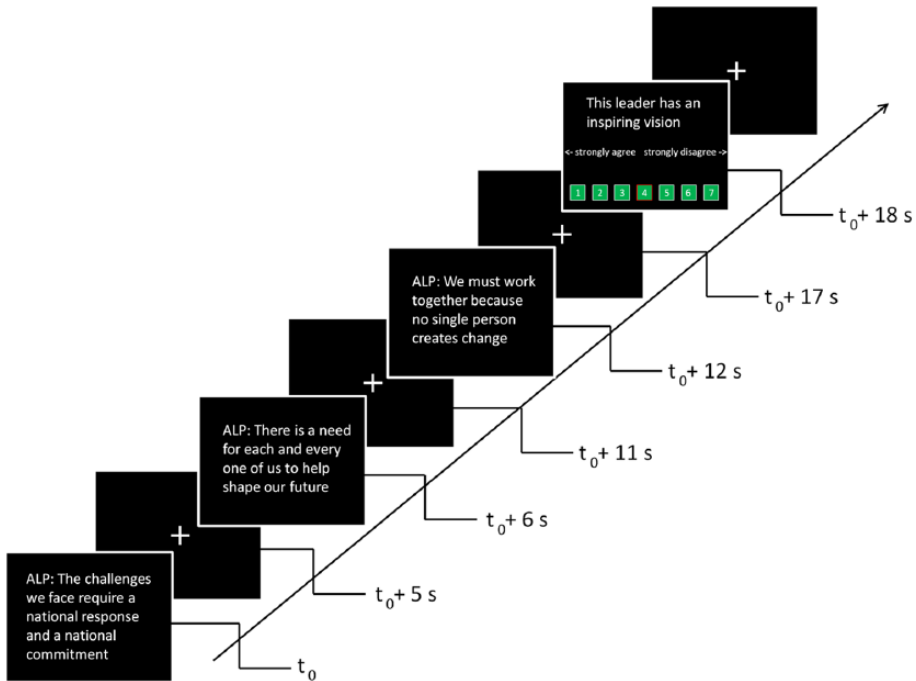 This leader has an
inspiring vision
<- strongly agree strongly disagree ->
1 2 3 4 5 6 7
t0+ 18 s
ALP: We must work
together because
no single person
creates change
t0+ 17 s
t0+ 12 s
ALP: There is a need
for each and every
one of us to help
shape our future
t0+ 11 s
t0+ 6 s
ALP: The challenges
we face require a
national response
and a national
commitment
t0+ 5 s
t0